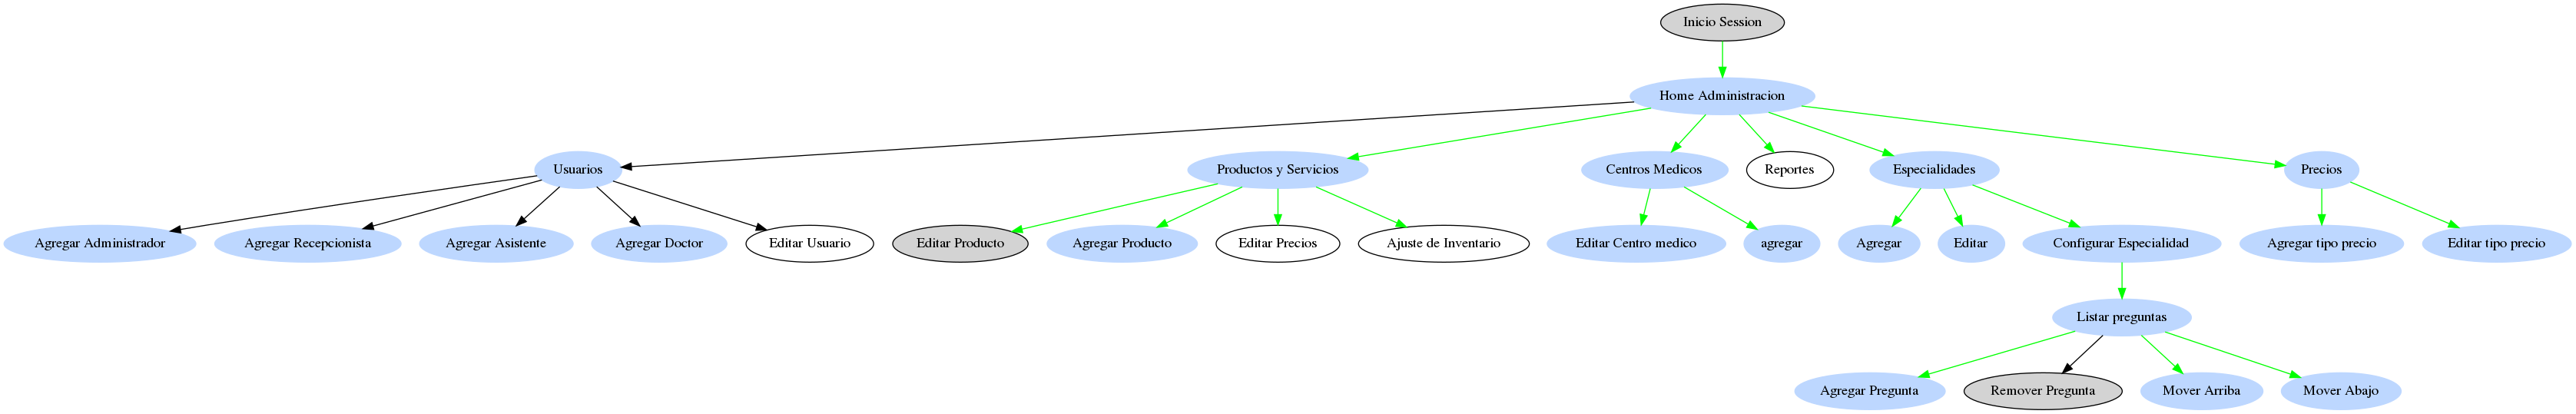 Inicio Session
Home Administracion
Usuarios
Productos y Servicios
Centros Medicos
Reportes
Especialidades
Precios
Agregar Administrador
Agregar Recepcionista
Agregar Asistente
Agregar Doctor
Editar Usuario
Editar Producto
Agregar Producto
Editar Precios
Ajuste de Inventario
Editar Centro medico
agregar
Agregar
Editar
Configurar Especialidad
Agregar tipo precio
Editar tipo precio
Listar preguntas
Agregar Pregunta
Remover Pregunta
Mover Arriba
Mover Abajo